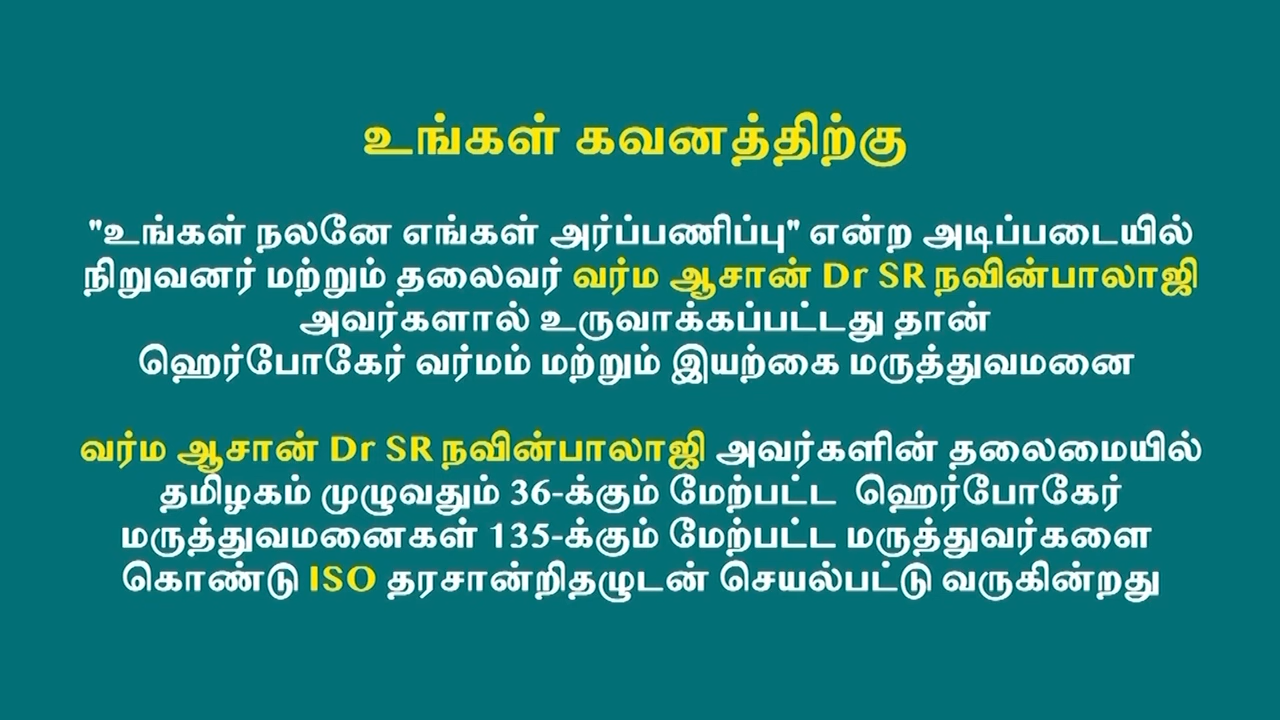 உங்கள் கவனத்திற்கு
"உங்கள் நலனே எங்கள் அர்ப்பணிப்பு" என்ற அடிப்படையில்
நிறுவனர் மற்றும் தலைவர் வர்ம ஆசான் Dr SR நவின்பாலாஜி
அவர்களால் உருவாக்கப்பட்டது தான்
ஹெர்போகேர் வர்மம் மற்றும் இயற்கை மருத்துவமனை
வர்ம ஆசான் Dr SR நவின்பாலாஜி அவர்களின் தலைமையில்
தமிழகம் முழுவதும் 36-க்கும் மேற்பட்ட ஹெர்போகேர்
மருத்துவமனைகள் 135-க்கும் மேற்பட்ட மருத்துவர்களை
கொண்டு ISO தரசான்றிதழுடன் செயல்பட்டு வருகின்றது